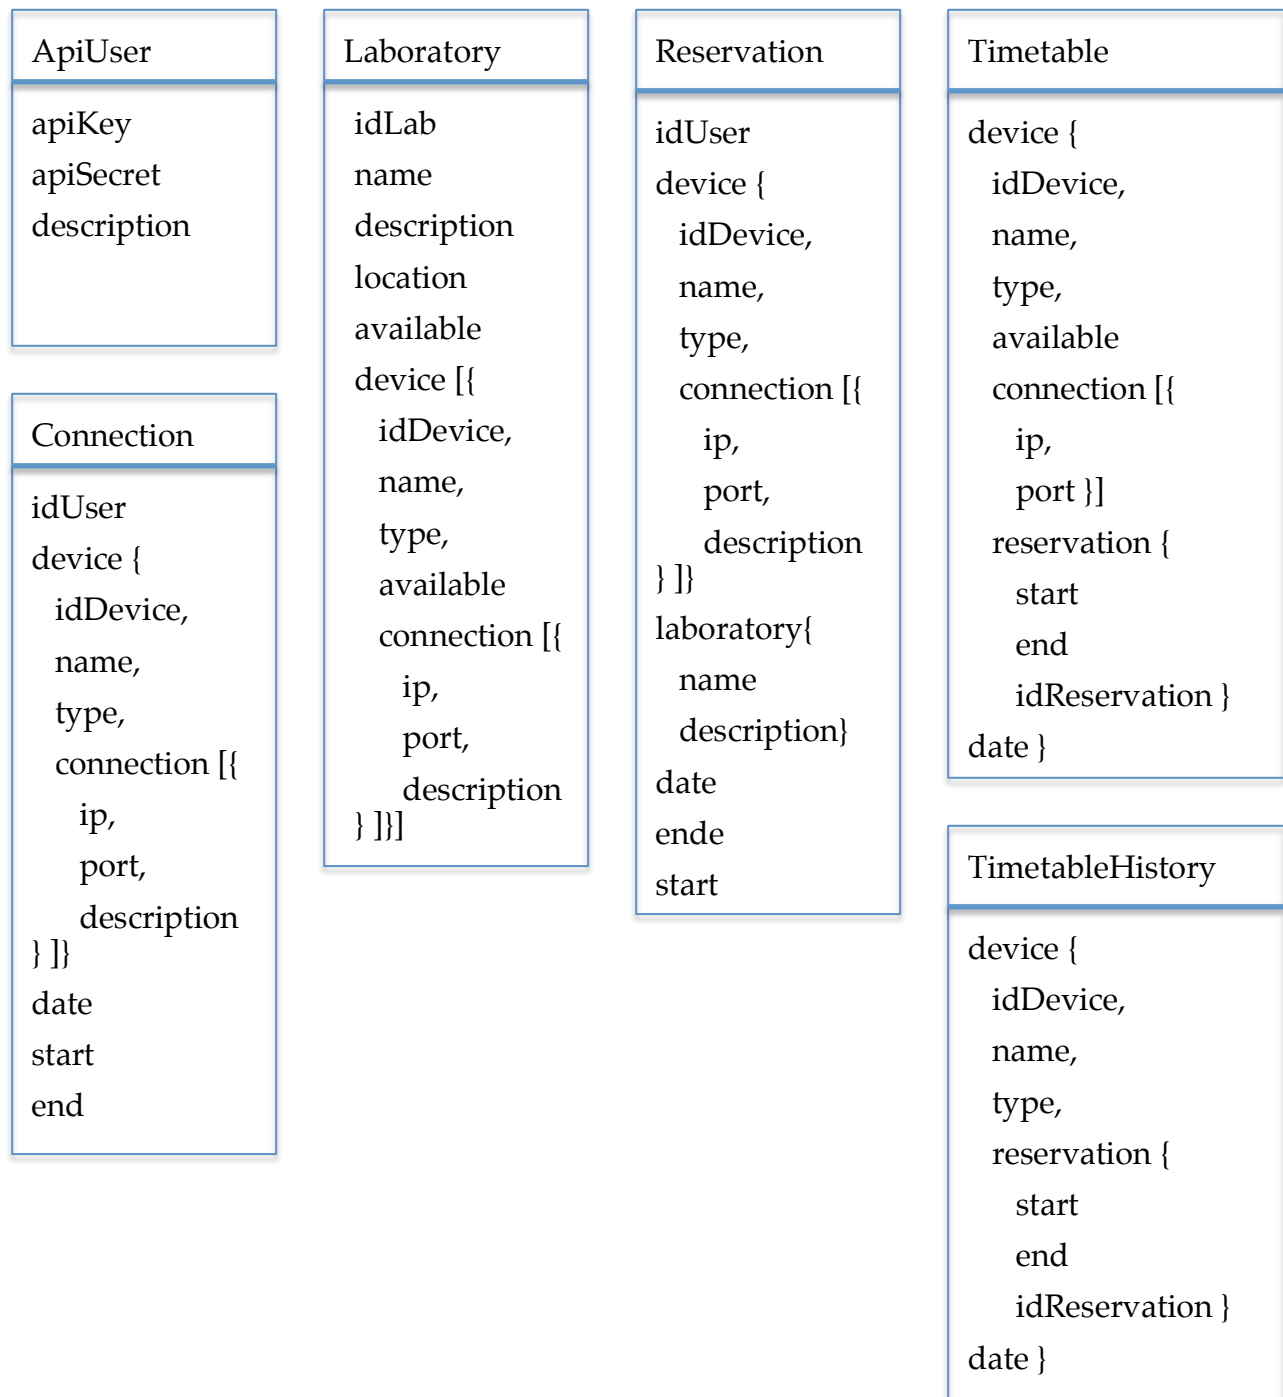 ApiUser
apiKey
apiSecret
description
Connection
idUser
device {
idDevice,
name,
type,
connection [{
ip,
port,
description
} ]}
date
start
end
Laboratory
idLab
name
description
location
available
device [{
idDevice,
name,
type,
available
connection [{
ip,
port,
description
} ]}]
Reservation
idUser
device {
idDevice,
name,
type,
connection [{
ip,
port,
description
} ]}
laboratory{
name
description}
date
ende
start
Timetable
device {
idDevice,
name,
type,
available
connection [{
ip,
port }]
reservation {
start
end
idReservation }
date }
TimetableHistory
device {
idDevice,
name,
type,
reservation {
start
end
idReservation }
date }